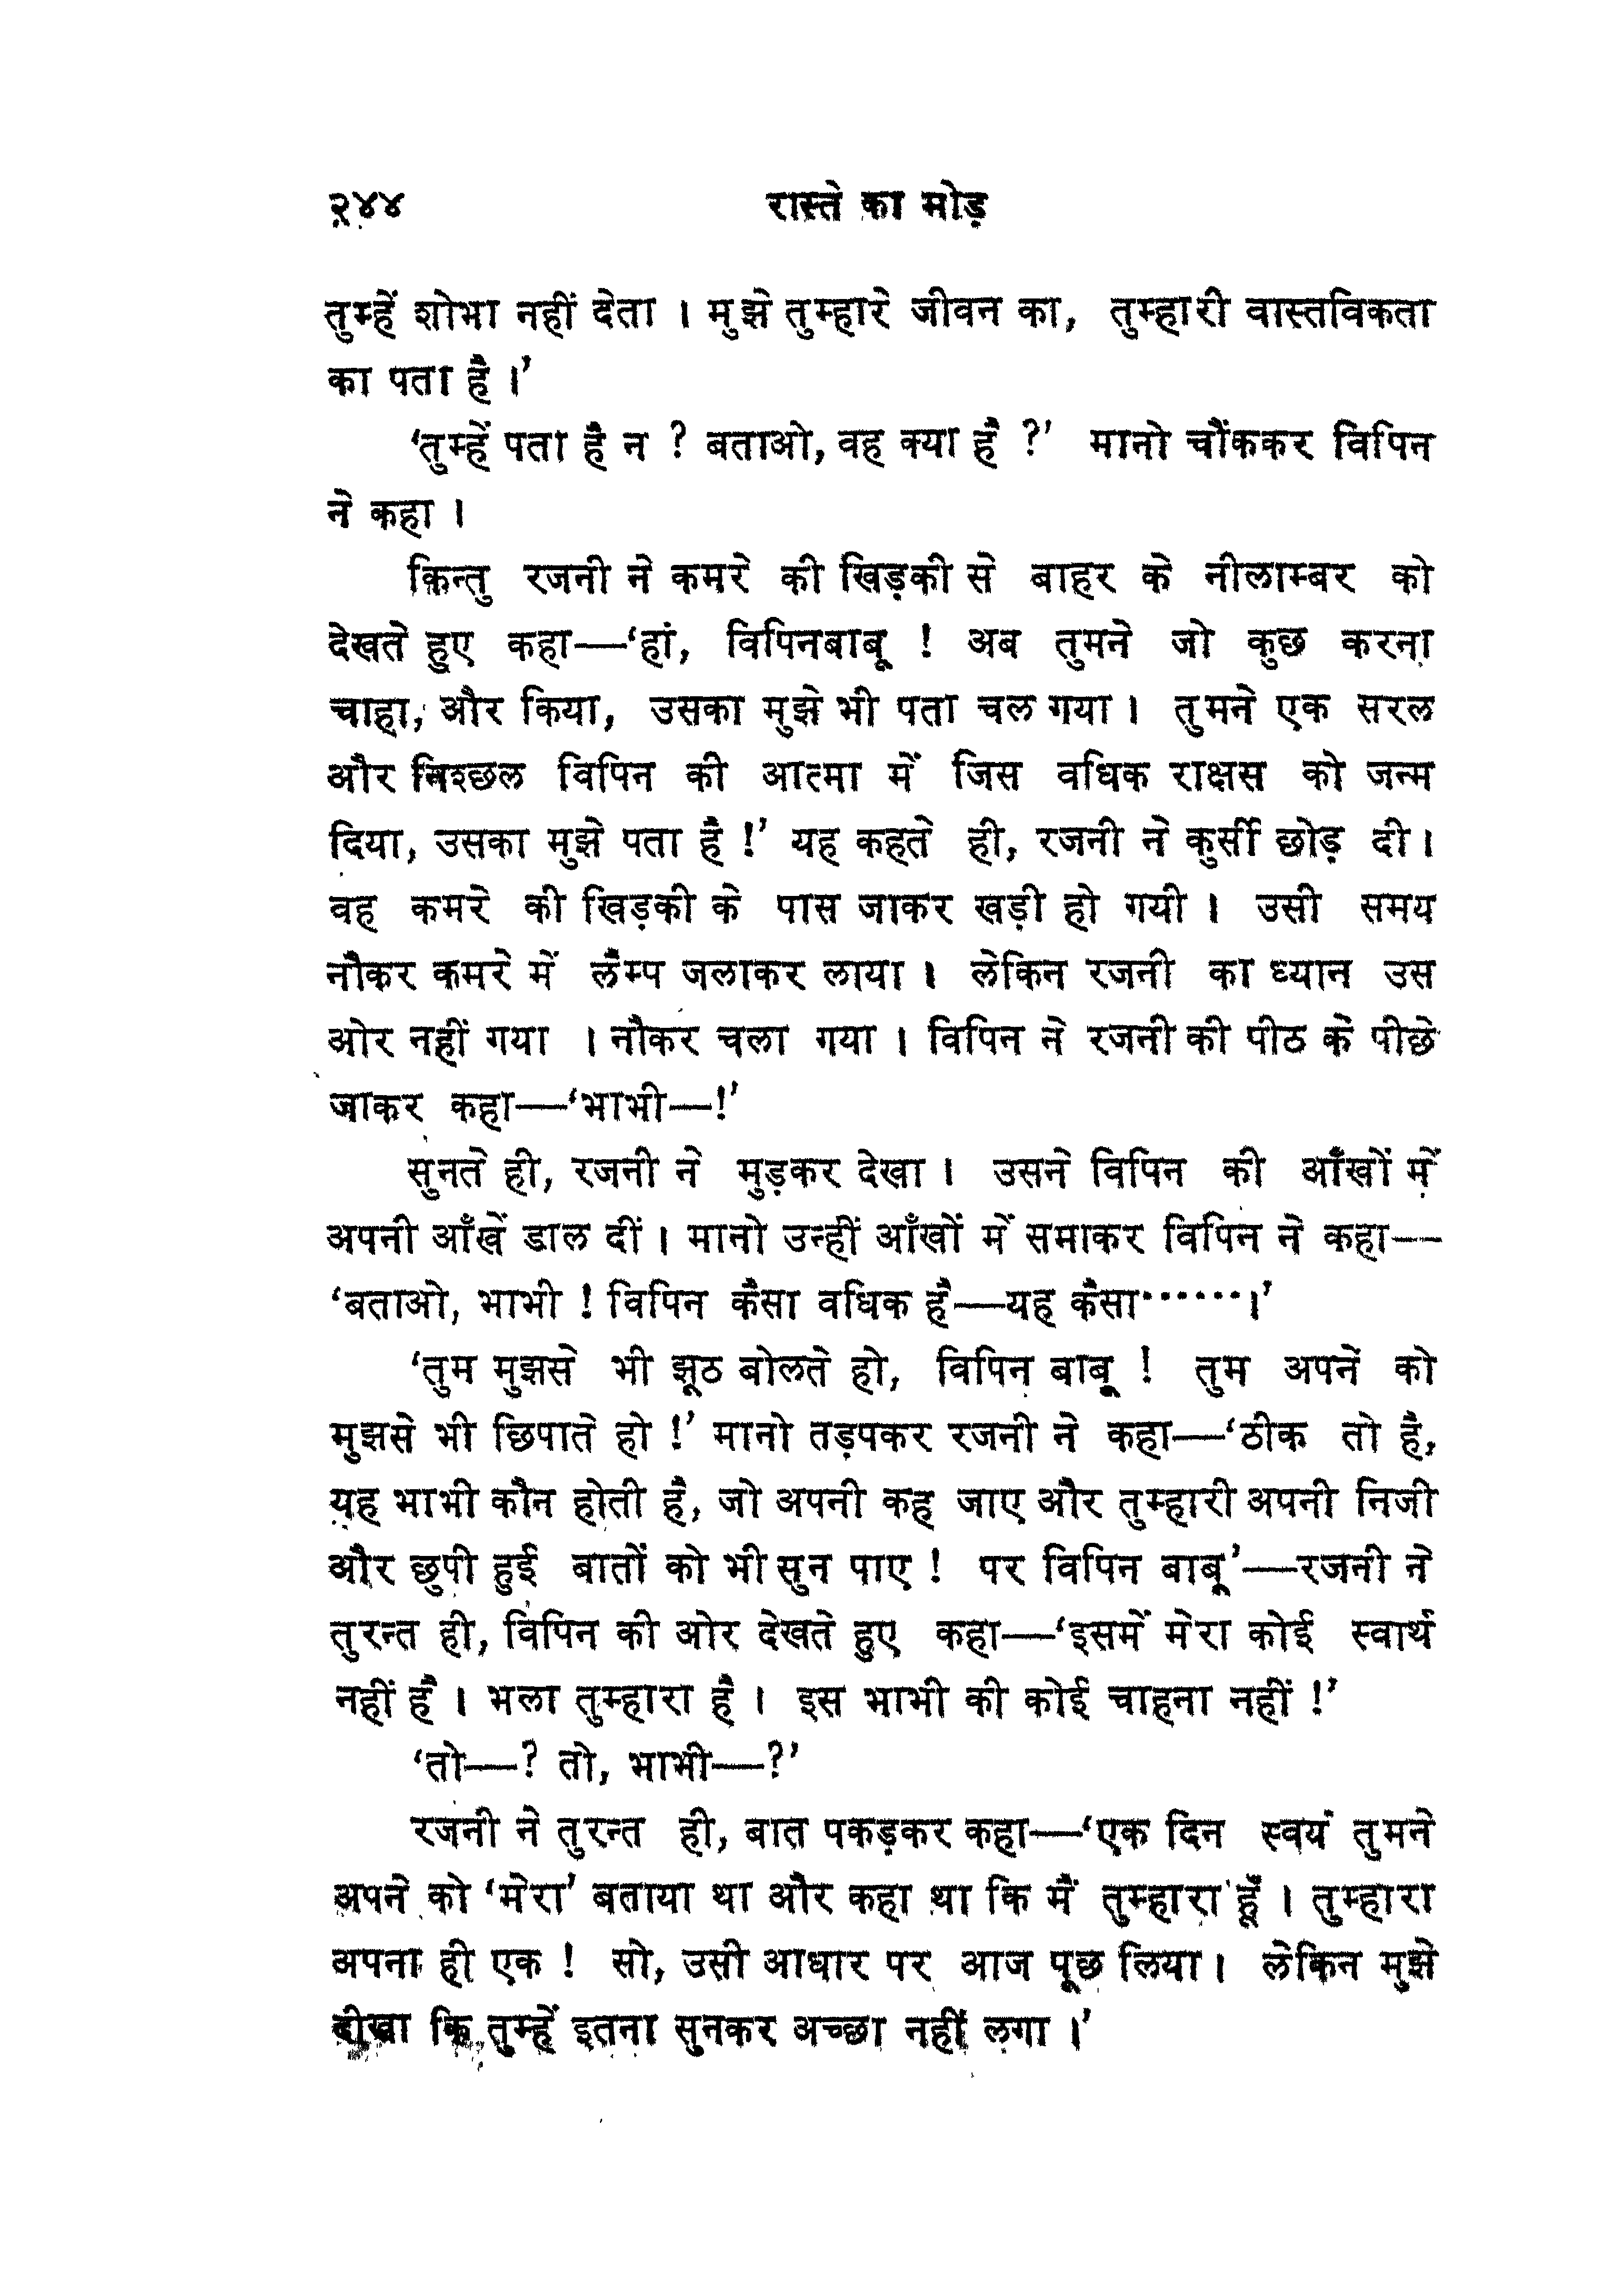 २४४ रास्ते का मोड़
तुम्हें शोभा नहीं देता । मुझे तुम्हारे जीवन का, तुम्हारी वास्तविकता
का पता है ।’
‘तुम्हें पता है न ? बताओ, वह क्या है ?’ मानो चौंककर विपिन
ने कहा ।
किन्तु रजनी ने कमरे की खिड़की से बाहर के नीलाम्बर को
देखते हुए कहा—‘हां, विपिनबाबू ! अब तुमने जो कुछ करना
चाहा, और किया, उसका मुझे भी पता चल गया । तुमने एक सरल
और निश्छल विपिन की आत्मा में जिस वधिक राक्षस को जन्म
दिया, उसका मुझे पता है !’ यह कहते ही, रजनी ने कुर्सी छोड़ दी ।
वह कमरे की खिड़की के पास जाकर खड़ी हो गयी । उसी समय
नौकर कमरे में लैम्प जलाकर लाया । लेकिन रजनी का ध्यान उस
ओर नहीं गया । नौकर चला गया । विपिन ने रजनी की पीठ के पीछे
जाकर कहा—‘भाभी—!’
सुनते ही, रजनी ने मुड़कर देखा । उसने विपिन की आँखों में
अपनी आँखें डाल दीं । मानो उन्हीं आँखों में समाकर विपिन ने कहा—
‘बताओ, भाभी ! विपिन कैसा वधिक है—यह कैसा······।’
‘तुम मुझसे भी झूठ बोलते हो, विपिन बाबू ! तुम अपनें को
मुझसे भी छिपाते हो !’ मानो तड़पकर रजनी ने कहा—‘ठीक तो है,
यह भाभी कौन होती है, जो अपनी कह जाए और तुम्हारी अपनी निजी
और छुपी हुई बातों को भी सुन पाए ! पर विपिन बाबू’—रजनी ने
तुरन्त ही, विपिन की ओर देखते हुए कहा—‘इसमें मेरा कोई स्वार्थ
नहीं है । भला तुम्हारा है । इस भाभी की कोई चाहना नहीं !’
‘तो—? तो, भाभी—?’
रजनी ने तुरन्त ही, बात पकड़कर कहा—‘एक दिन स्वयं तुमने
अपने को ‘मेरा’ बताया था और कहा था कि मैं तुम्हारा हूँ । तुम्हारा
अपना ही एक ! सो, उसी आधार पर आज पूछ लिया । लेकिन मुझे
दीखा कि तुम्हें इतना सुनकर अच्छा नहीं लगा ।’